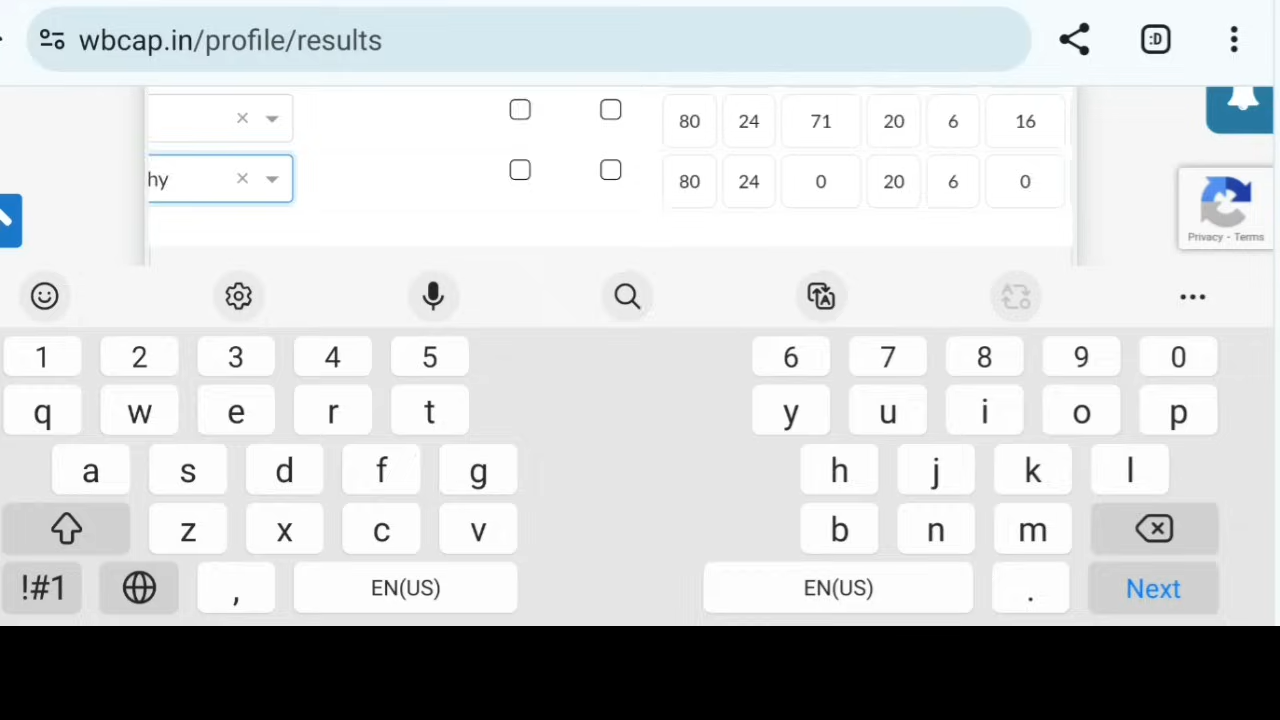 wbcap.in/profile/results
:D
80 24 71 20 6 16
hy 80 24 0 20 6 0
Privacy - Terms
1 2 3 4 5 6 7 8 9 0
q w e r t y u i o p
a s d f g h j k l
z x c v b n m
!#1 , EN(US) EN(US) . Next